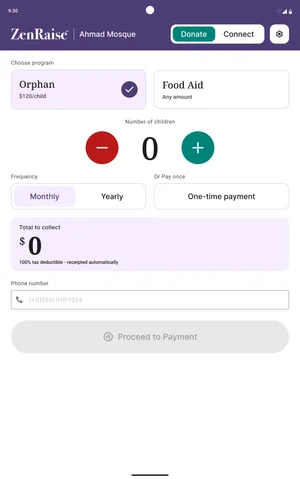 9:30
ZenRaise
Ahmad Mosque
Donate
Connect
Choose program
Orphan
$120/child
Food Aid
Any amount
Number of children
0
Frequency
Or Pay once
Monthly
Yearly
One-time payment
Total to collect
$0
100% tax deductible - receipted automatically
Phone number
(+1)(555) 010-1234
Proceed to Payment